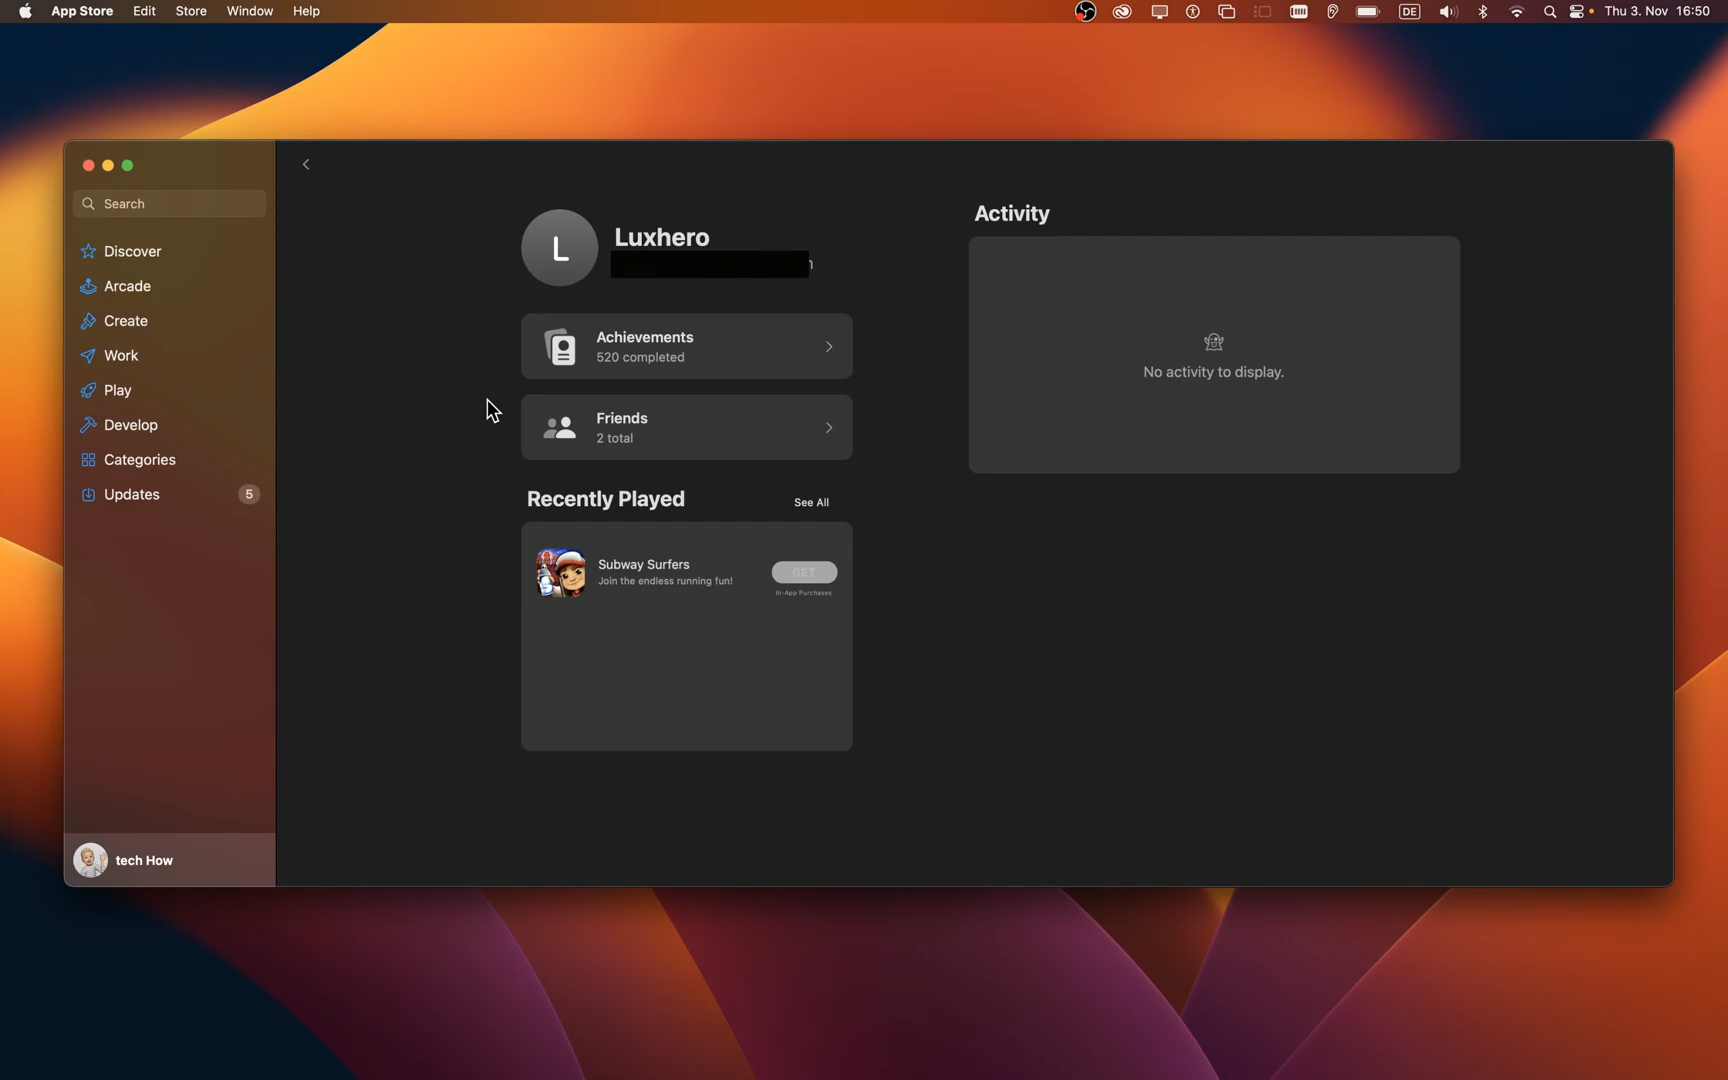 App Store Edit Store Window Help DE Thu 3. Nov 16:50
Search
Discover
Arcade
Create
Work
Play
Develop
Categories
Updates 5
tech How
L
Luxhero
Achievements
520 completed
Friends
2 total
Recently Played See All
Subway Surfers
Join the endless running fun!
GET
In-App Purchases
Activity
No activity to display.